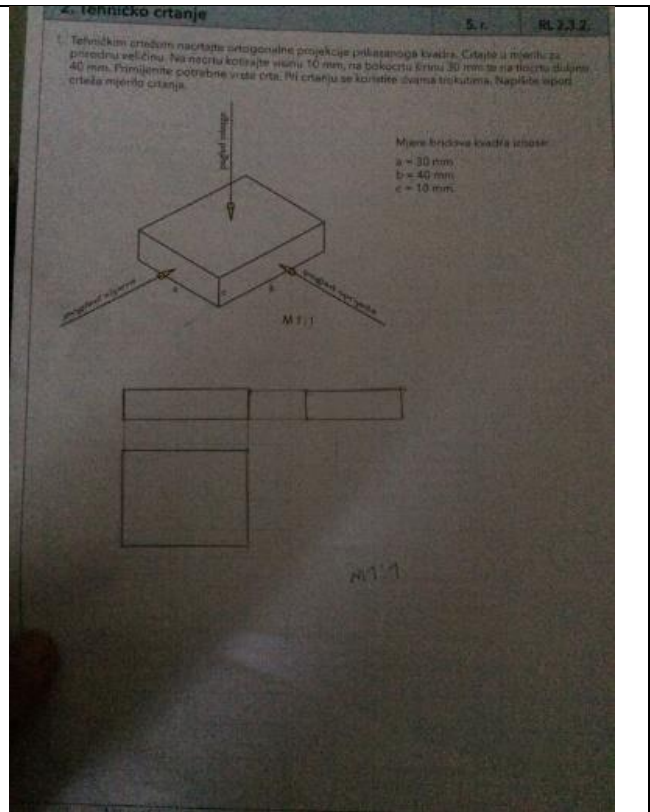 2. Tehničko crtanje
5. r.
RL 2.3.2.
1. Tehničkim crtežom nacrtajte ortogonalne projekcije prikazanoga kvadra. Crtajte u mjerilu za
prirodnu veličinu. Na nacrtu kotirajte visinu 10 mm, na bokocrtu širinu 30 mm te na tlocrtu duljinu
40 mm. Primijenite potrebne vrste crta. Pri crtanju se koristite dvama trokutima. Napišite ispod
crteža mjerilo crtanja.
Mjere bridova kvadra iznose:
a = 30 mm
b = 40 mm
c = 10 mm
pogled
a
c
b
M 1:1
M1:1